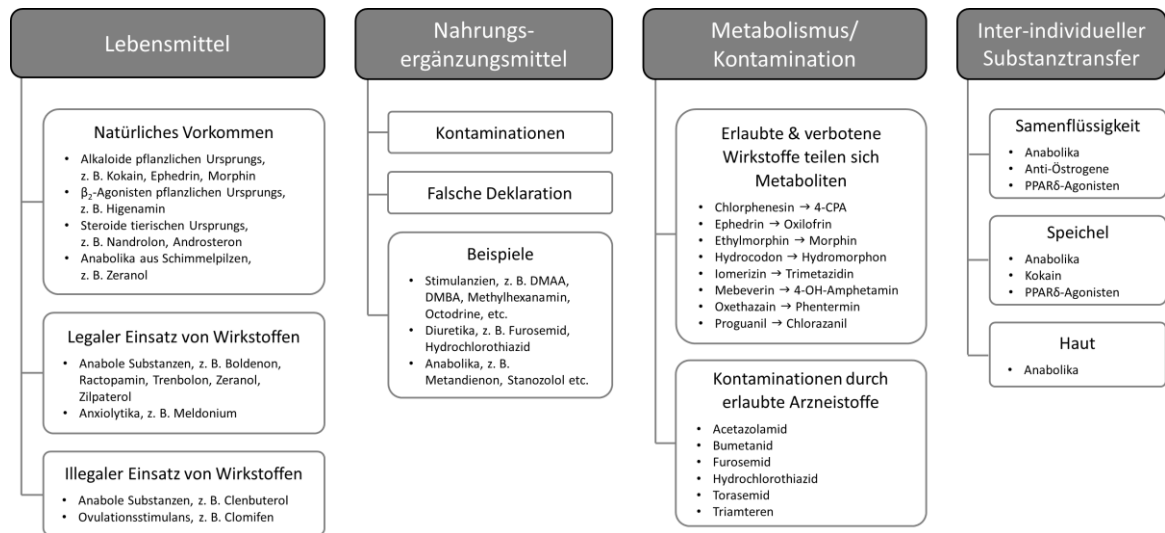 Lebensmittel
Natürliches Vorkommen
• Alkaloide pflanzlichen Ursprungs,
z. B. Kokain, Ephedrin, Morphin
• β₂-Agonisten pflanzlichen Ursprungs,
z. B. Higenamin
• Steroide tierischen Ursprungs,
z. B. Nandrolon, Androsteron
• Anabolika aus Schimmelpilzen,
z. B. Zeranol
Legaler Einsatz von Wirkstoffen
• Anabole Substanzen, z. B. Boldenon,
Ractopamin, Trenbolon, Zeranol,
Zilpaterol
• Anxiolytika, z. B. Meldonium
Illegaler Einsatz von Wirkstoffen
• Anabole Substanzen, z. B. Clenbuterol
• Ovulationsstimulans, z. B. Clomifen
Nahrungs-
ergänzungsmittel
Kontaminationen
Falsche Deklaration
Beispiele
• Stimulanzien, z. B. DMAA,
DMBA, Methylhexanamin,
Octodrine, etc.
• Diuretika, z. B. Furosemid,
Hydrochlorothiazid
• Anabolika, z. B.
Metandienon, Stanozolol etc.
Metabolismus/
Kontamination
Erlaubte & verbotene
Wirkstoffe teilen sich
Metaboliten
• Chlorphenesin → 4-CPA
• Ephedrin → Oxilofrin
• Ethylmorphin → Morphin
• Hydrocodon → Hydromorphon
• Iomerizin → Trimetazidin
• Mebeverin → 4-OH-Amphetamin
• Oxethazain → Phentermin
• Proguanil → Chlorazanil
Kontaminationen durch
erlaubte Arzneistoffe
• Acetazolamid
• Bumetanid
• Furosemid
• Hydrochlorothiazid
• Torasemid
• Triamteren
Inter-individueller
Substanztransfer
Samenflüssigkeit
• Anabolika
• Anti-Östrogene
• PPARδ-Agonisten
Speichel
• Anabolika
• Kokain
• PPARδ-Agonisten
Haut
• Anabolika